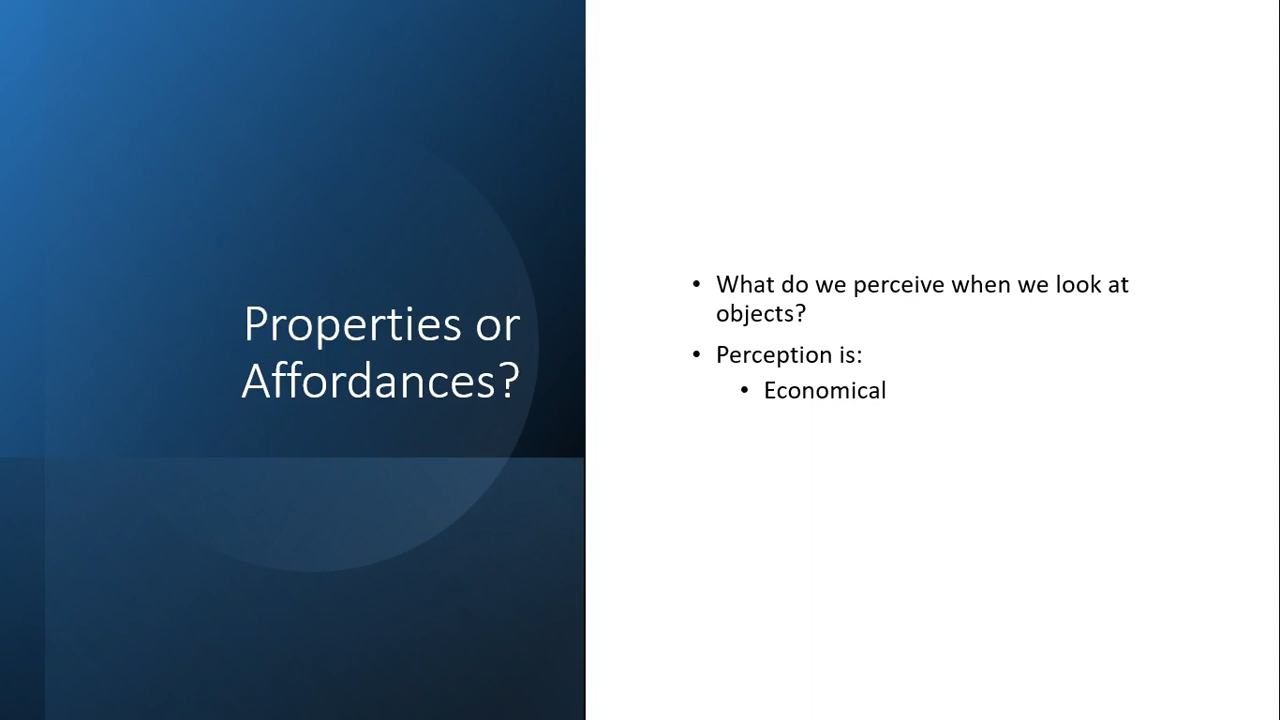 Properties or
Affordances?
• What do we perceive when we look at
objects?
• Perception is:
• Economical